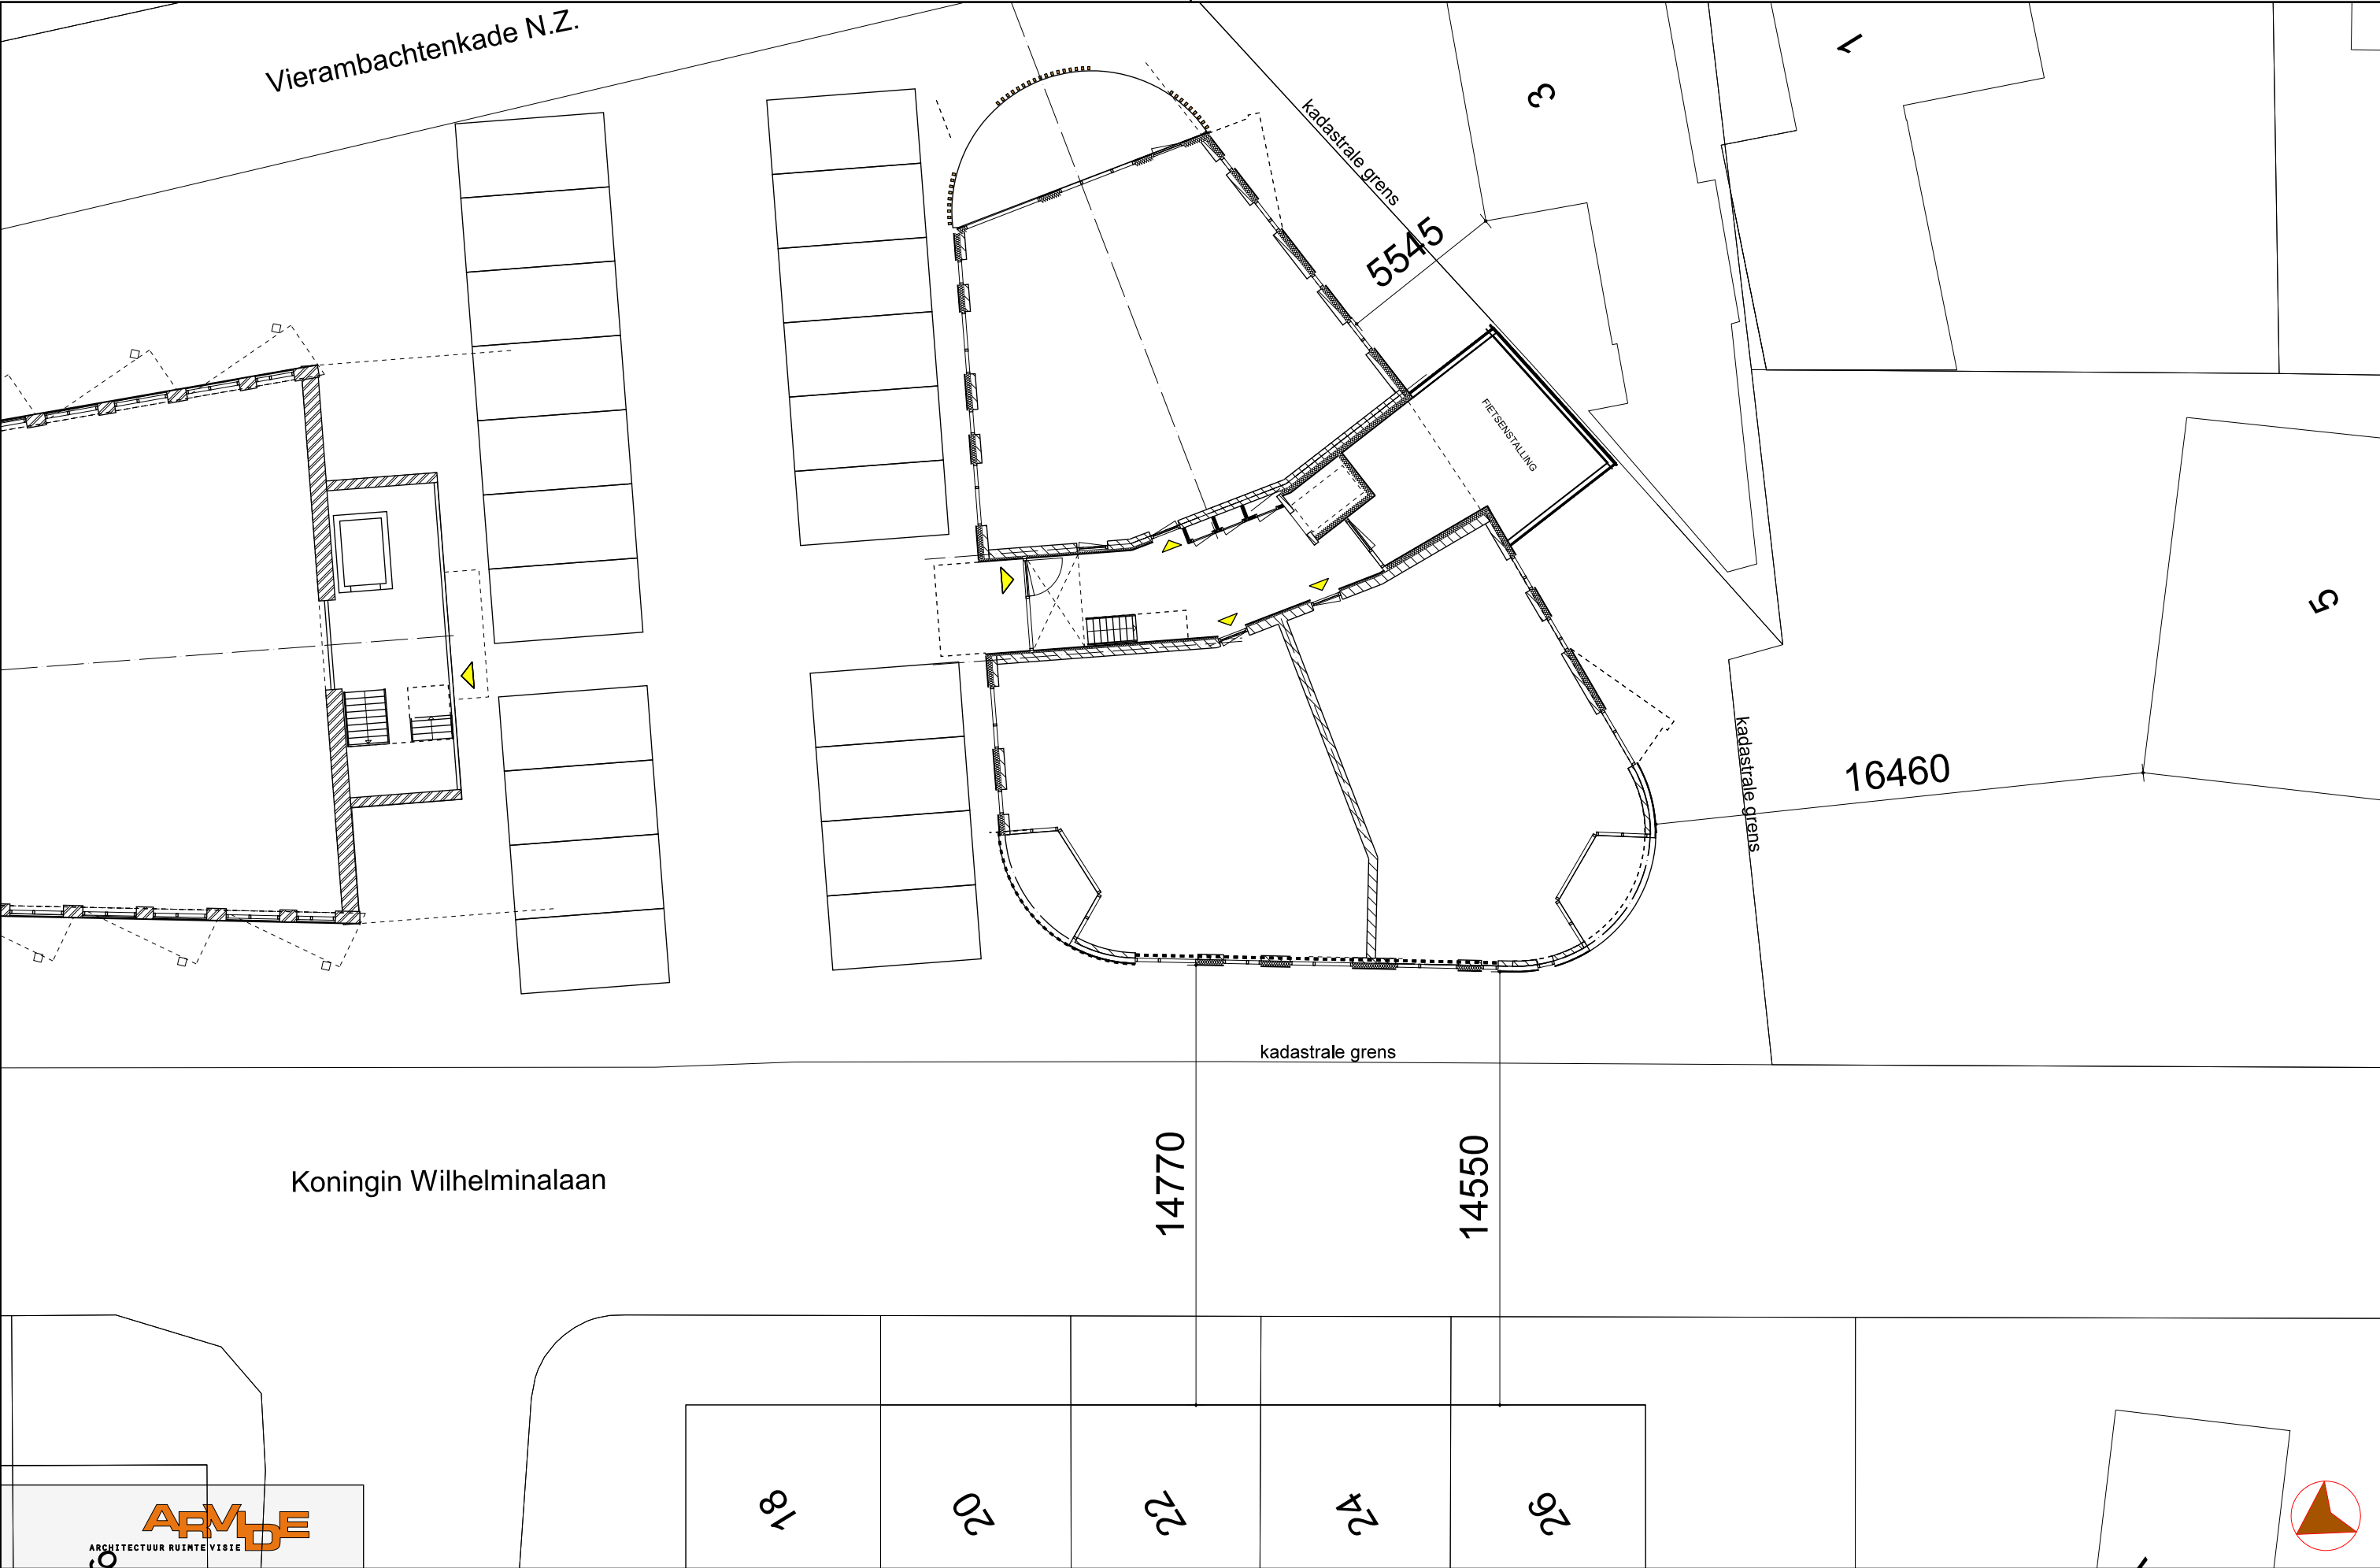 Vierambachtenkade N.Z.
1
3
kadastrale grens
5545
FIETSENSTALLING
5
kadastrale grens
16460
kadastrale grens
14770
14550
Koningin Wilhelminalaan
18
20
22
24
26
ARMDE
ARCHITECTUUR RUIMTE VISIE